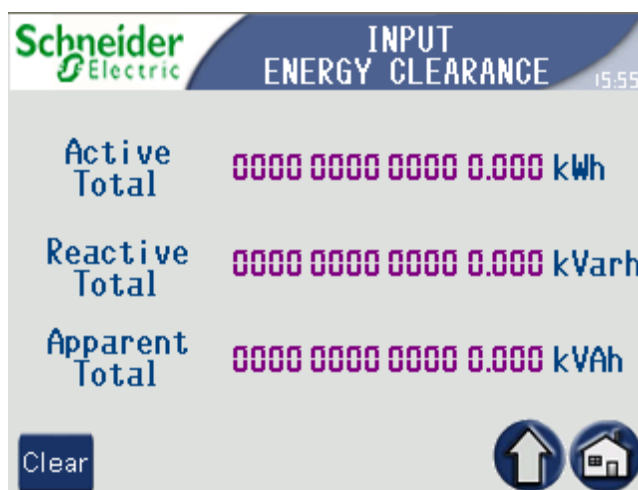 Schneider
Electric
INPUT
ENERGY CLEARANCE
15:55
Active
Total
0000 0000 0000 0.000 kWh
Reactive
Total
0000 0000 0000 0.000 kVarh
Apparent
Total
0000 0000 0000 0.000 kVAh
Clear